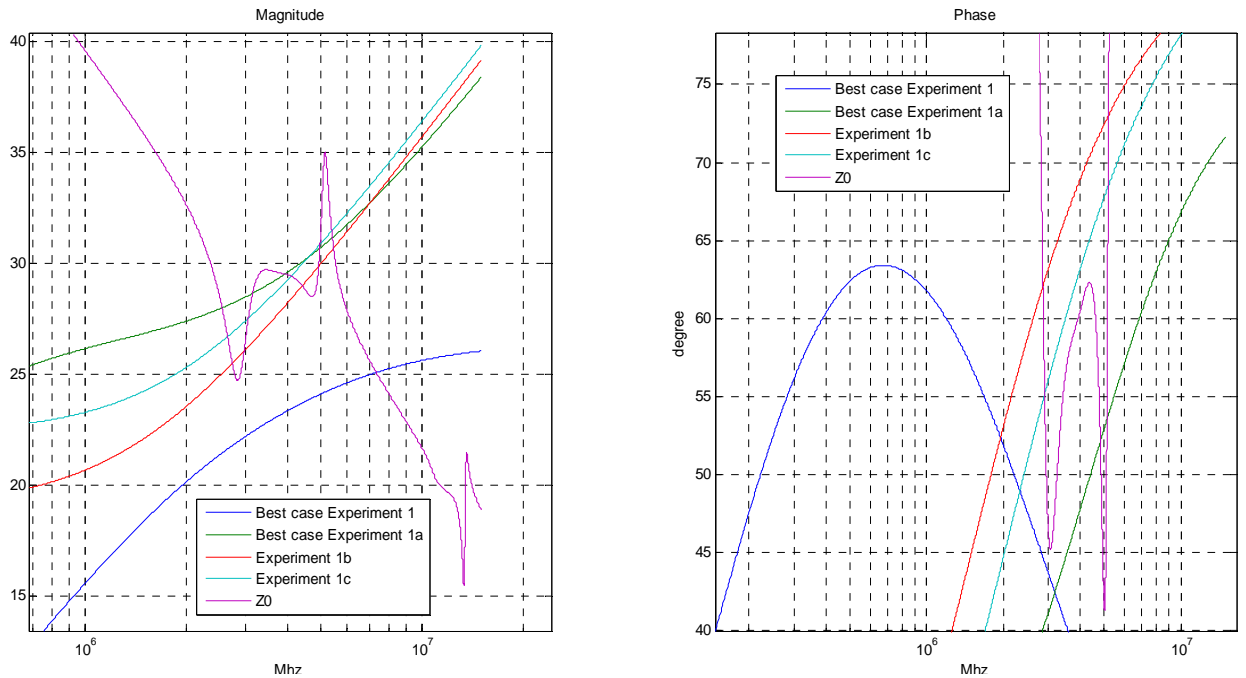 Magnitude
40
35
30
25
20
15
10^6
10^7
Mhz
Best case Experiment 1
Best case Experiment 1a
Experiment 1b
Experiment 1c
Z0
Phase
75
70
65
60
55
50
45
40
degree
10^6
10^7
Mhz
Best case Experiment 1
Best case Experiment 1a
Experiment 1b
Experiment 1c
Z0